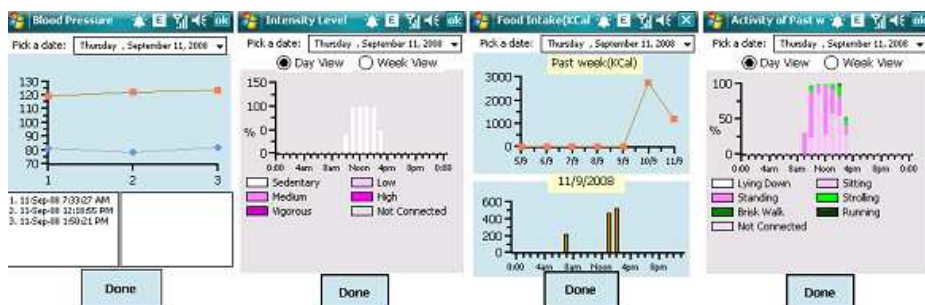 Blood Pressure
E
ok
Pick a date:
Thursday , September 11, 2008
130
120
110
100
90
80
70
1
2
3
1. 11-Sep-08 7:33:27 AM
2. 11-Sep-08 12:18:55 PM
3. 11-Sep-08 1:50:21 PM
Done
Intensity Level
E
ok
Pick a date:
Thursday , September 11, 2008
Day View
Week View
150
100
%
0
0
0:00 4am 8am Noon 4pm 8pm 0:00
Sedentary
Low
Medium
High
Vigorous
Not Connected
Done
Food Intake(KCal
E
Pick a date:
Thursday , September 11, 2008
Past week(KCal)
3000
2000
1000
0
5/9 6/9 7/9 8/9 9/9 10/9 11/9
11/9/2008
600
400
200
0
0:00 4am 8am Noon 4pm 8pm
Done
Activity of Past w
E
ok
Pick a date:
Thursday , September 11, 2008
Day View
Week View
100
50
%
0
0:00 4am 8am Noon 4pm 8pm 0:00
Lying Down
Sitting
Standing
Strolling
Brisk Walk
Running
Not Connected
Done